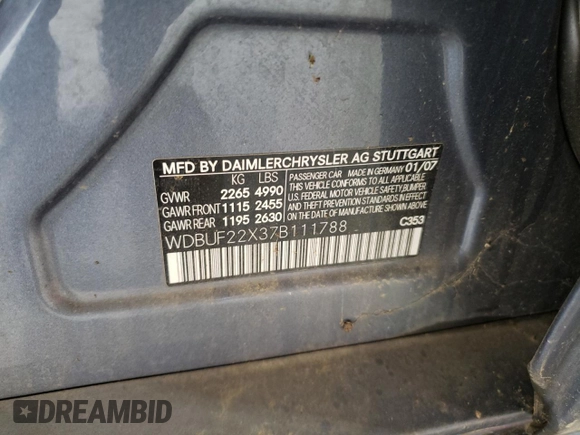 MFD BY DAIMLERCHRYSLER AG STUTTGART
KG LBS
GVWR 2265 4990
GAWR FRONT 1115 2455
GAWR REAR 1195 2630
PASSENGER CAR MADE IN GERMANY 01/07
THIS VEHICLE CONFORMS TO ALL APPLICABLE
U.S. FEDERAL MOTOR VEHICLE SAFETY, BUMPER
AND THEFT PREVENTION STANDARDS IN EFFECT
ON THE DATE OF MANUFACTURE SHOWN ABOVE.
WDBUF22X37B111788
C353
DREAMBID